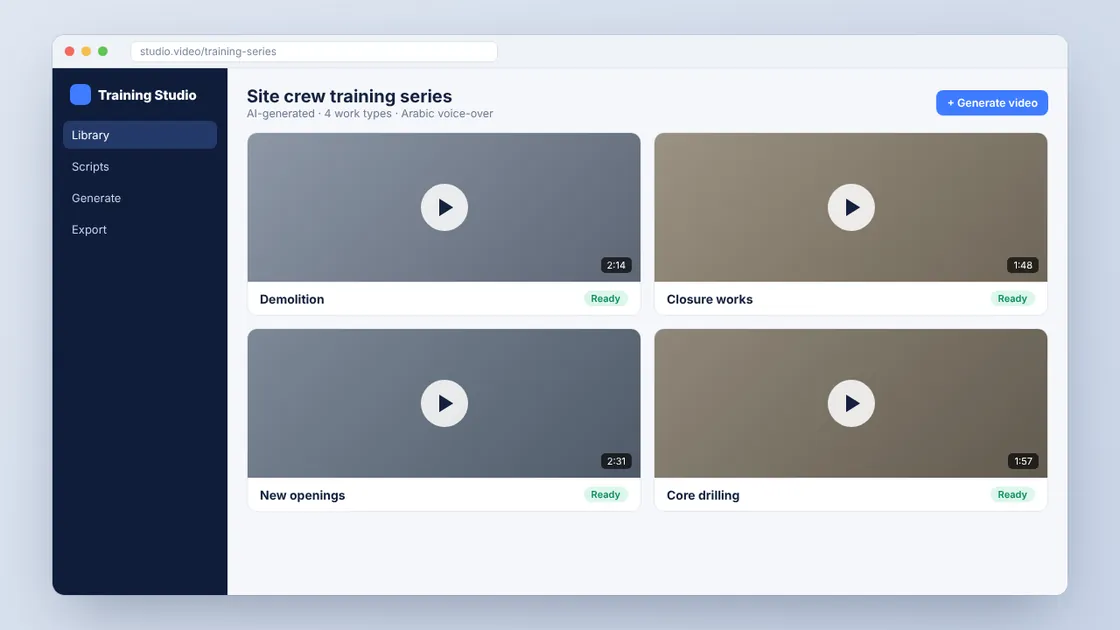 studio.video/training-series
Training Studio
Library
Scripts
Generate
Export
Site crew training series
AI-generated · 4 work types · Arabic voice-over
+ Generate video
2:14
Demolition
Ready
1:48
Closure works
Ready
2:31
New openings
Ready
1:57
Core drilling
Ready